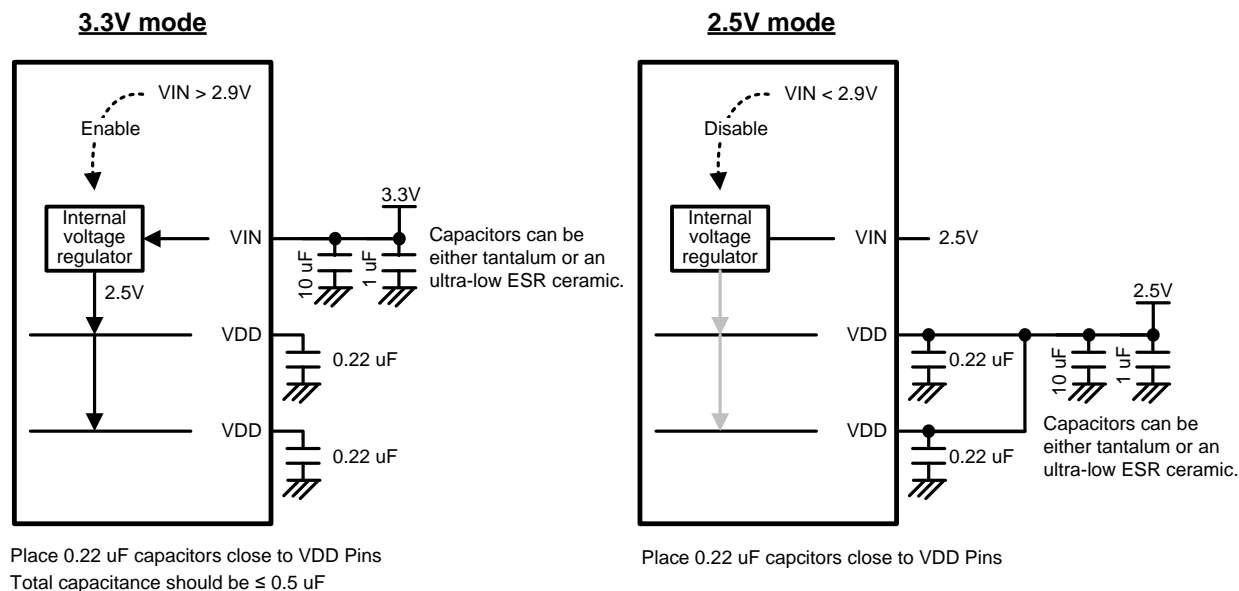 3.3V mode
VIN > 2.9V
Enable
Internal
voltage
regulator
VIN
3.3V
10 uF
1 uF
Capacitors can be
either tantalum or an
ultra-low ESR ceramic.
2.5V
VDD
0.22 uF
VDD
0.22 uF
Place 0.22 uF capacitors close to VDD Pins
Total capacitance should be ≤ 0.5 uF
2.5V mode
VIN < 2.9V
Disable
Internal
voltage
regulator
VIN
2.5V
2.5V
VDD
0.22 uF
10 uF
1 uF
VDD
0.22 uF
Capacitors can be
either tantalum or an
ultra-low ESR ceramic.
Place 0.22 uF capcitors close to VDD Pins